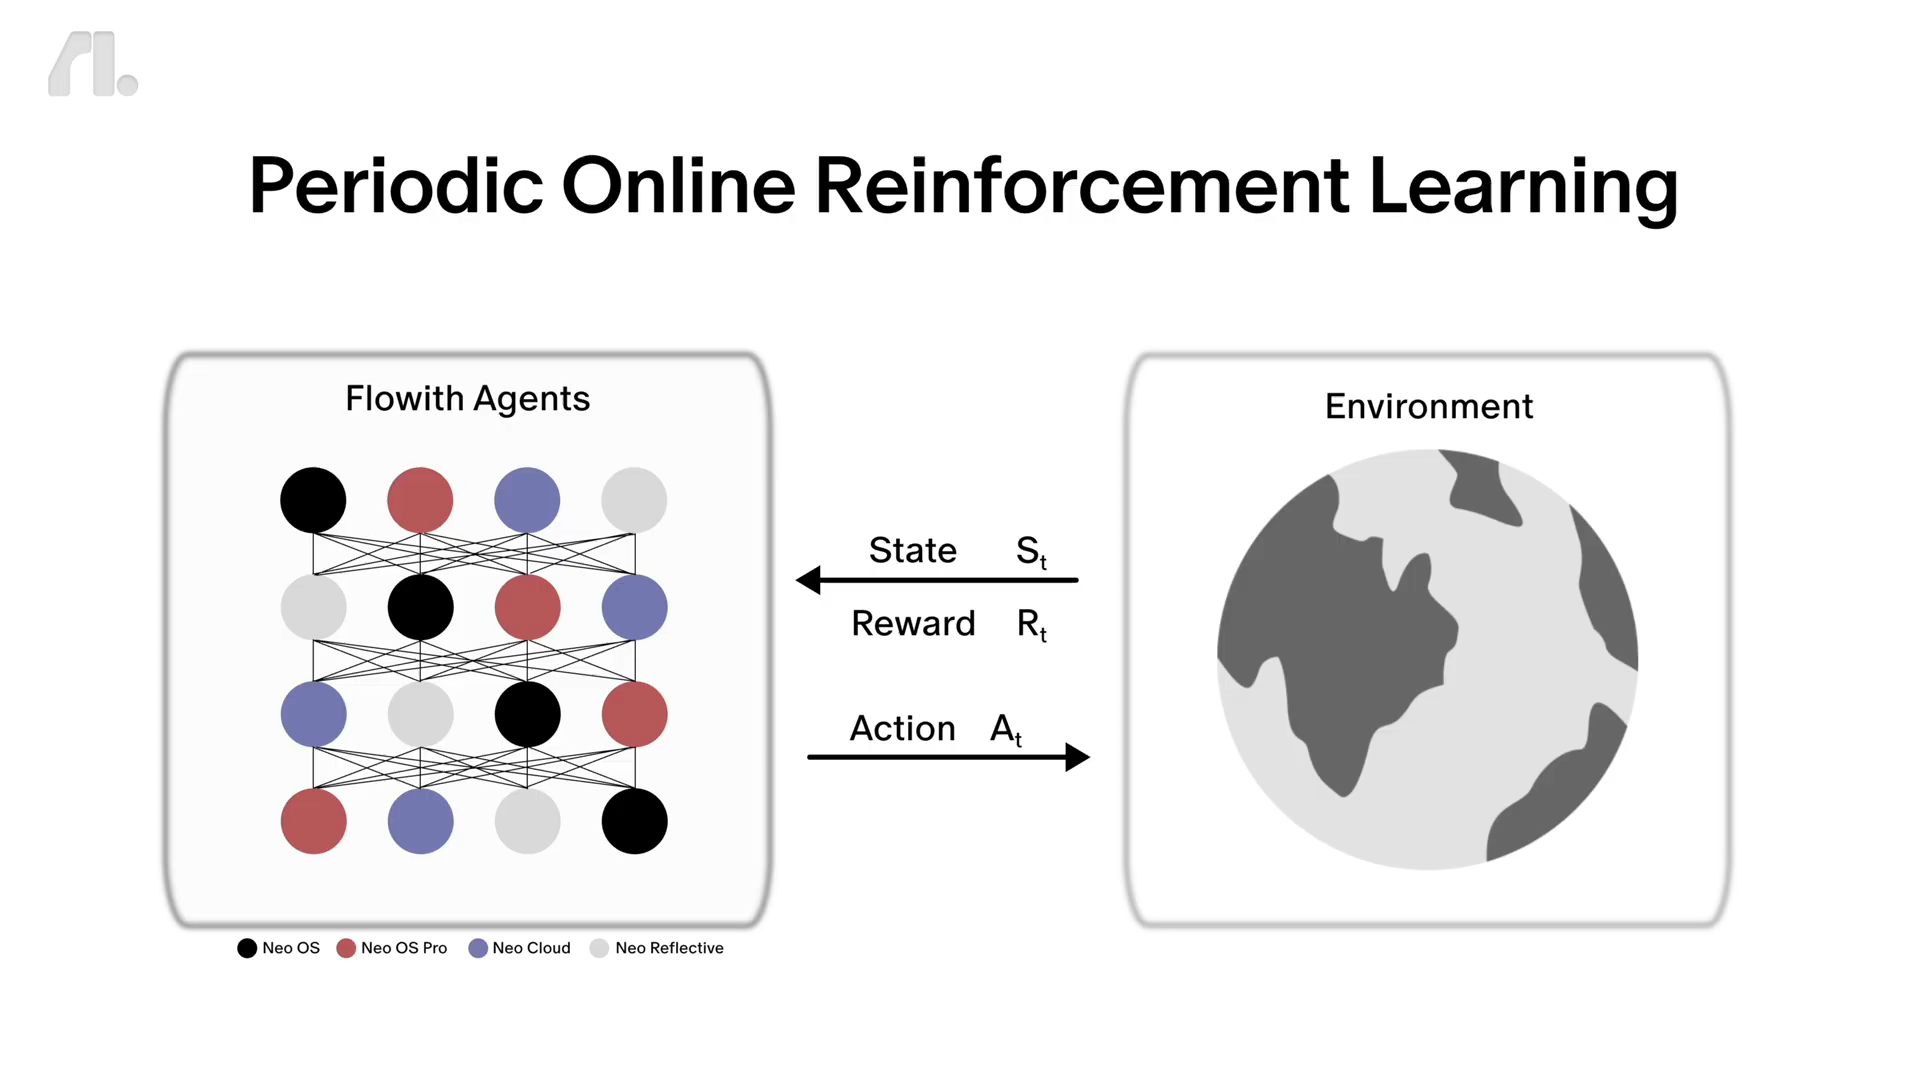 Periodic Online Reinforcement Learning
Flowith Agents
Environment
State St
Reward Rt
Action At
Neo OS Neo OS Pro Neo Cloud Neo Reflective